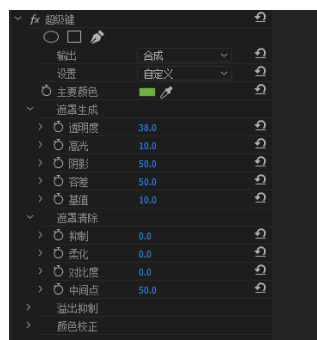 fx 超级键
输出 合成
设置 自定义
主要颜色
遮罩生成
透明度 38.0
高光 10.0
阴影 50.0
容差 50.0
基值 10.0
遮罩清除
抑制 0.0
柔化 0.0
对比度 0.0
中间点 50.0
溢出抑制
颜色校正